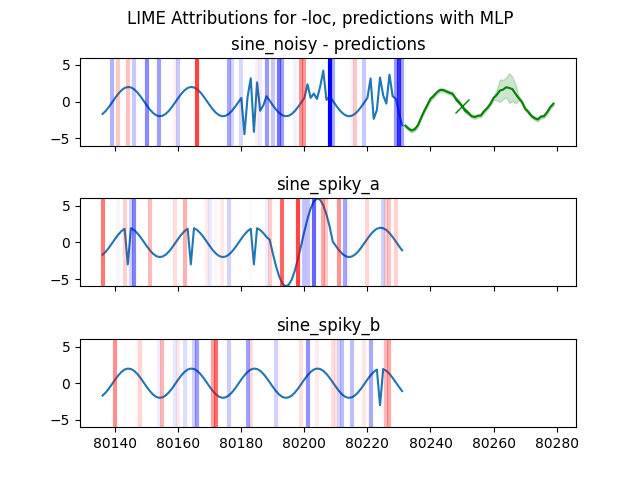 LIME Attributions for -loc, predictions with MLP
sine_noisy - predictions
5
0
−5
sine_spiky_a
5
0
−5
sine_spiky_b
5
0
−5
80140 80160 80180 80200 80220 80240 80260 80280